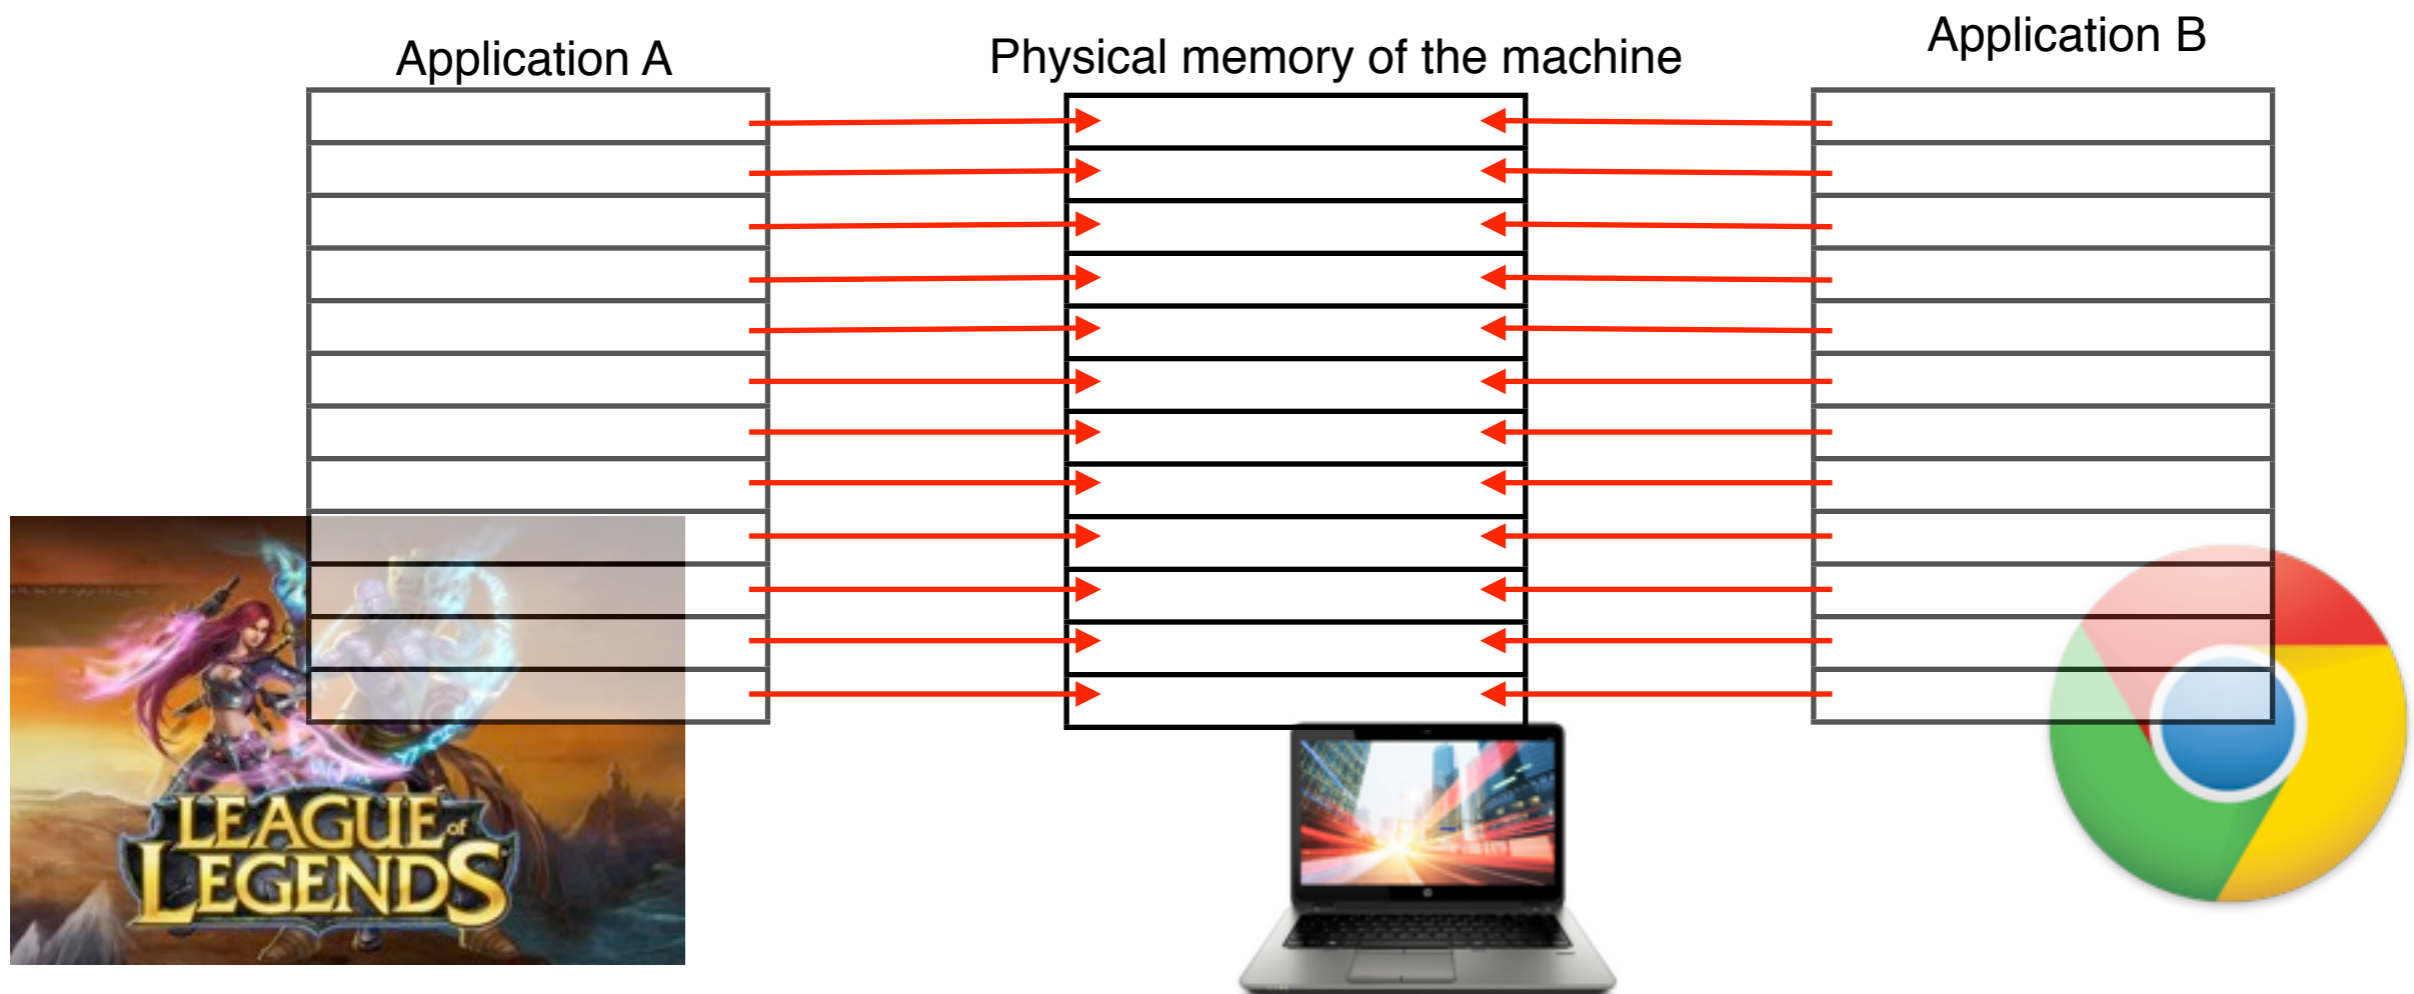 Application A
Physical memory of the machine
Application B
LEAGUE of
LEGENDS